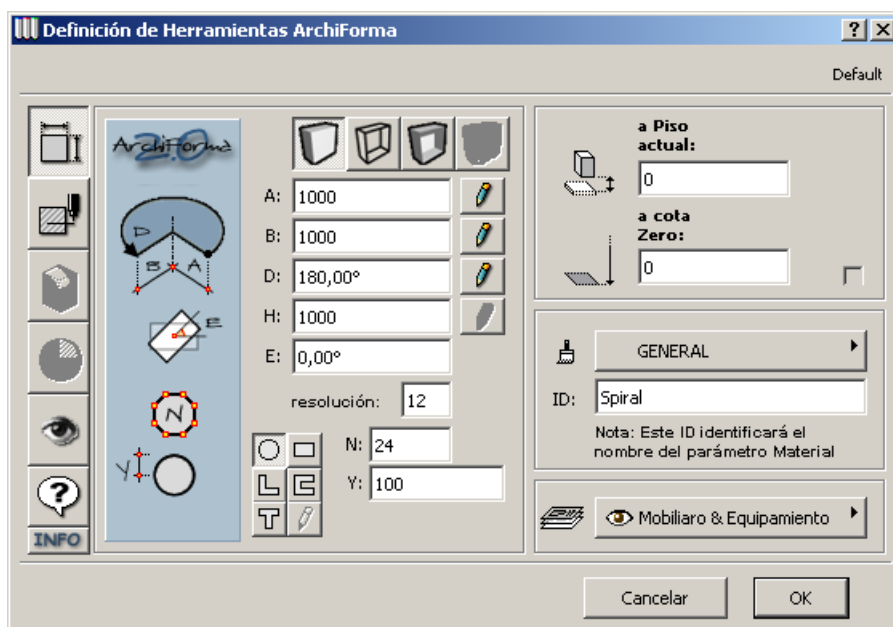 Definición de Herramientas ArchiForma
Default
ArchiForma
2.0
D
B
A
E
N
Y
INFO
A: 1000
B: 1000
D: 180,00°
H: 1000
E: 0,00°
resolución: 12
N: 24
Y: 100
a Piso
actual:
0
a cota
Zero:
0
GENERAL
ID: Spiral
Nota: Este ID identificará el
nombre del parámetro Material
Mobiliaro & Equipamiento
Cancelar
OK